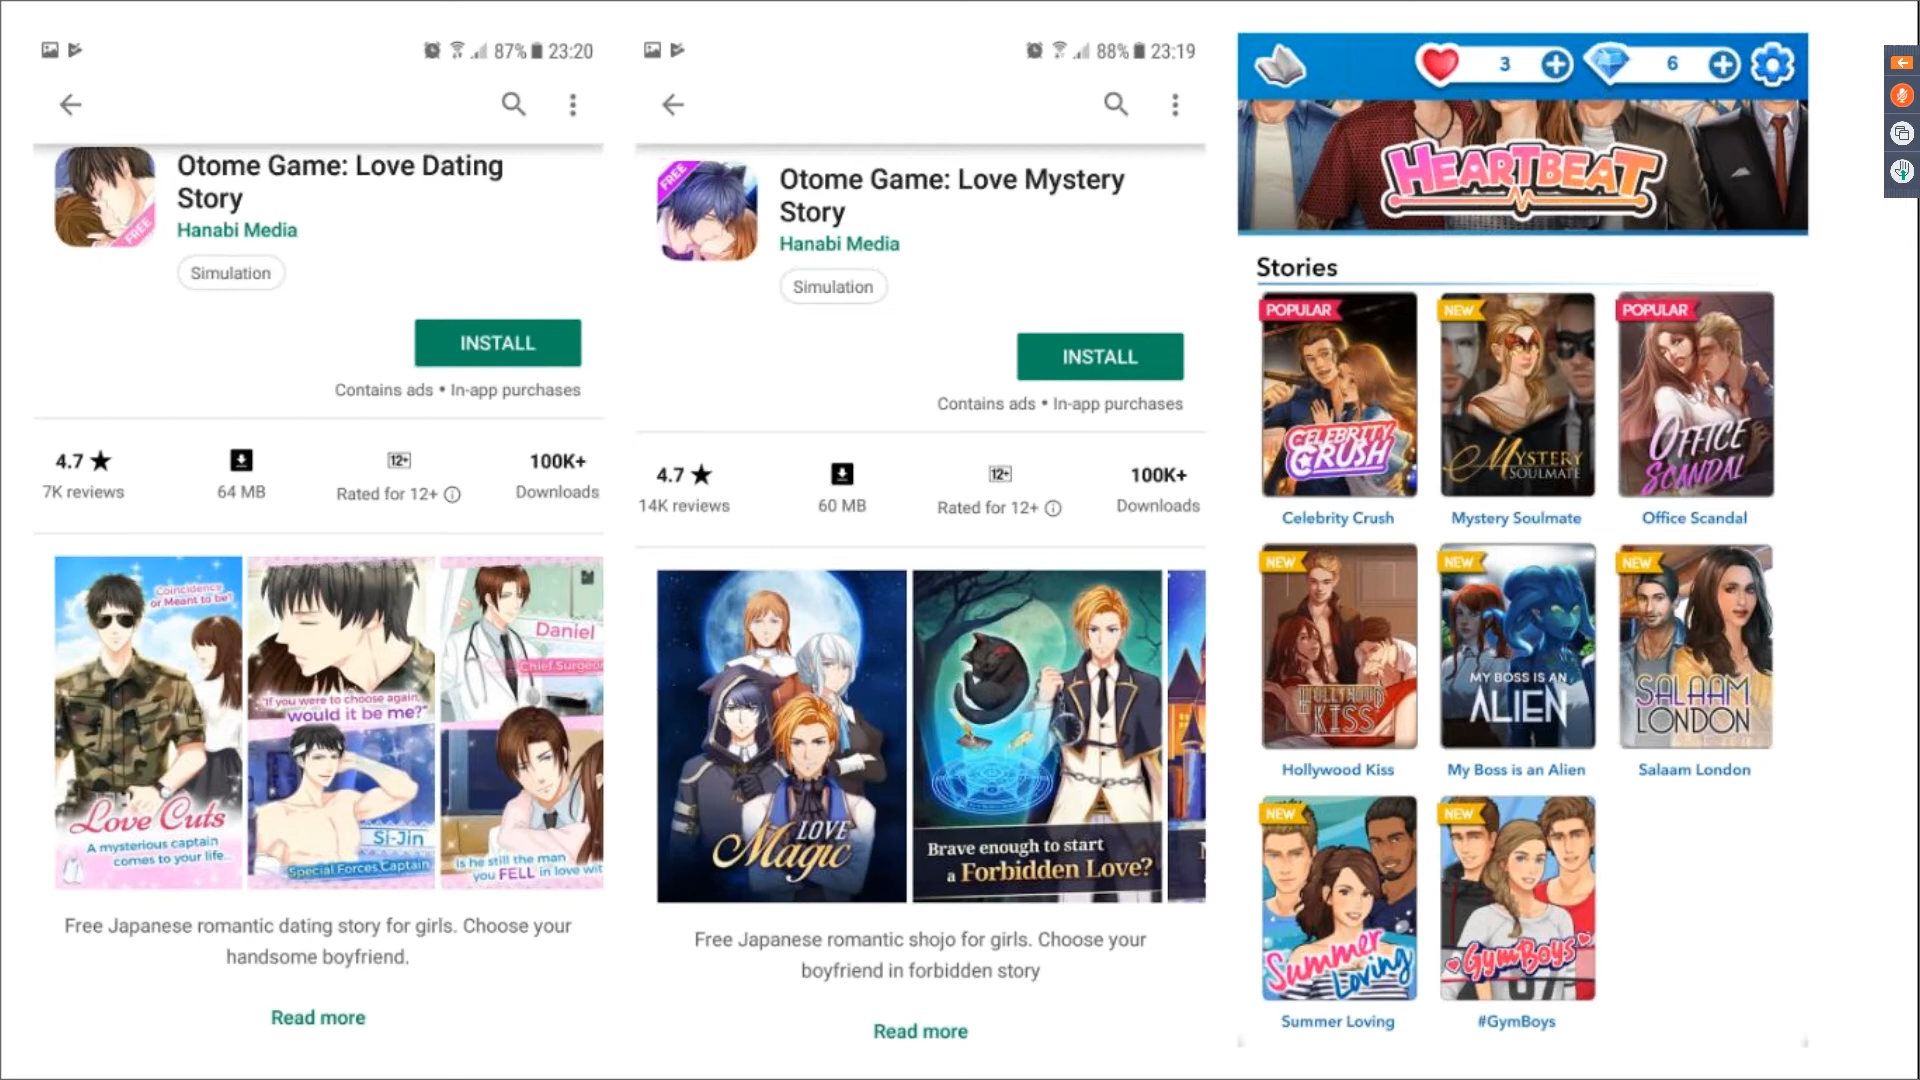 87% 23:20
Otome Game: Love Dating
Story
FREE
Hanabi Media
Simulation
INSTALL
Contains ads • In-app purchases
4.7 ★
7K reviews
64 MB
12+
Rated for 12+
100K+
Downloads
Coincidence
or Meant to be
Love Cuts
A mysterious captain
comes to your life...
"If you were to choose again,
would it be me?"
Si-Jin
Special Forces Captain
Daniel
Chief Surgeon
Is he still the man
you FELL in love wit
Free Japanese romantic dating story for girls. Choose your
handsome boyfriend.
Read more
88% 23:19
FREE
Otome Game: Love Mystery
Story
Hanabi Media
Simulation
INSTALL
Contains ads • In-app purchases
4.7 ★
14K reviews
60 MB
12+
Rated for 12+
100K+
Downloads
LOVE
Magic
Brave enough to start
a Forbidden Love?
Free Japanese romantic shojo for girls. Choose your
boyfriend in forbidden story
Read more
3
6
HEARTBEAT
Stories
POPULAR
CELEBRITY
CRUSH
Celebrity Crush
NEW
MYSTERY
SOULMATE
Mystery Soulmate
POPULAR
OFFICE
SCANDAL
Office Scandal
NEW
HOLLYWOOD
KISS
Hollywood Kiss
NEW
MY BOSS IS AN
ALIEN
My Boss is an Alien
NEW
SALAAM
LONDON
Salaam London
NEW
Summer
Loving
Summer Loving
NEW
GymBoys
#GymBoys